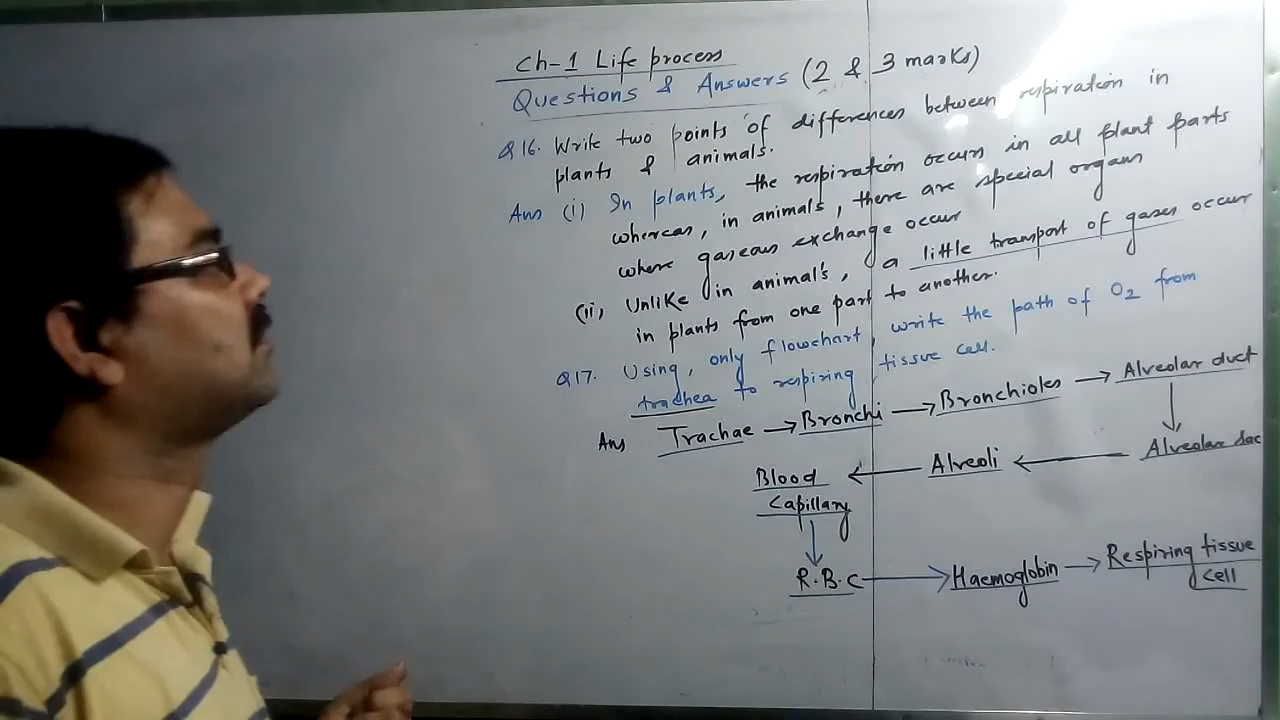 Ch-1 Life process
Questions & Answers (2 & 3 marks)
Q16. Write two points of differences between respiration in
plants & animals.
Ans (i) In plants, the respiration occurs in all plant parts
whereas, in animals, there are special organs
where gaseous exchange occur
(ii) Unlike in animal's, a little transport of gases occur
in plants from one part to another.
Q17. Using, only flowchart, write the path of O2 from
trachea to respiring tissue cell.
Ans Trachae → Bronchi → Bronchioles → Alveolar duct
Blood ← Alveoli ← Alveolar sac
Capillary
R.B.C → Haemoglobin → Respiring tissue
cell